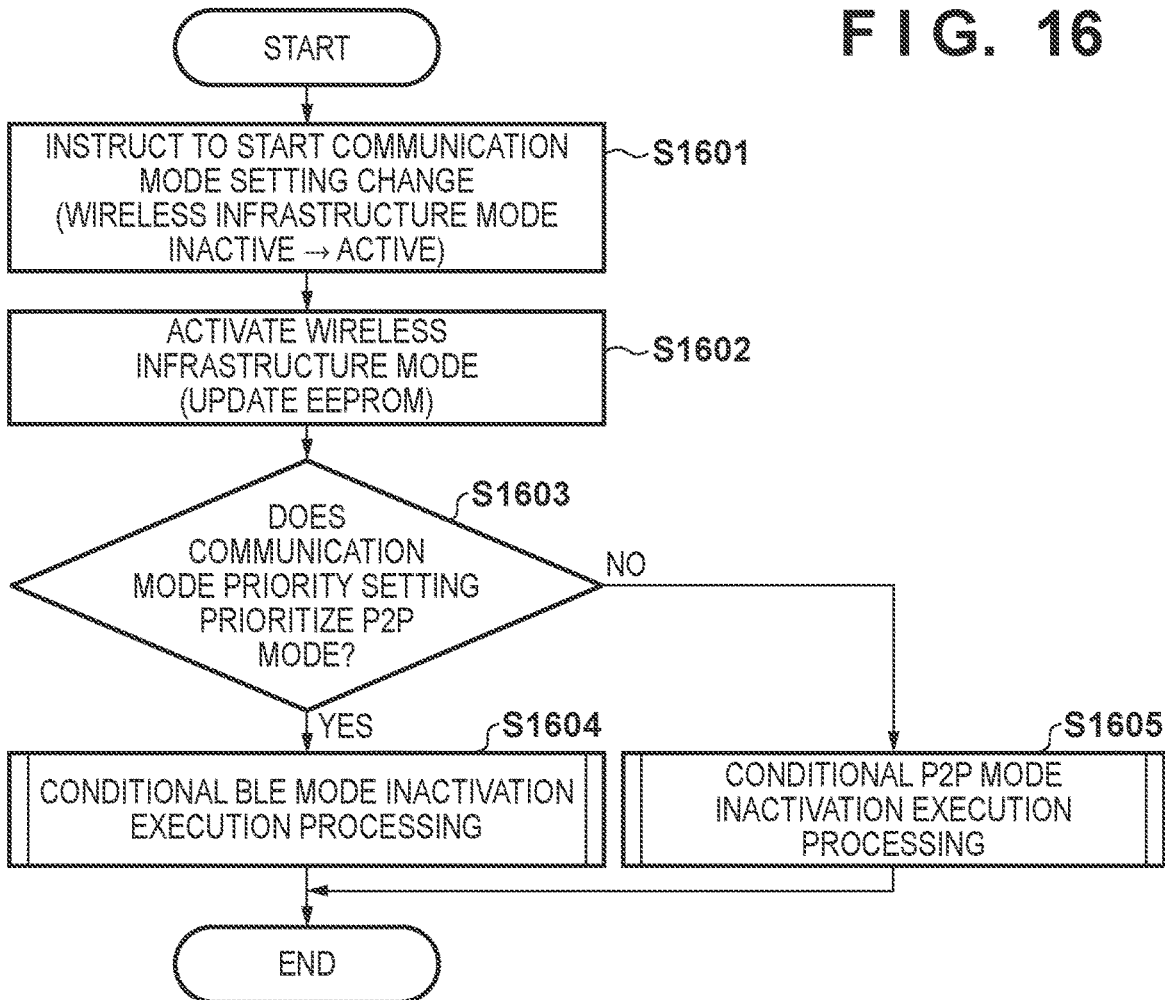 FIG. 16
START
INSTRUCT TO START COMMUNICATION
MODE SETTING CHANGE
(WIRELESS INFRASTRUCTURE MODE
INACTIVE → ACTIVE)
S1601
ACTIVATE WIRELESS
INFRASTRUCTURE MODE
(UPDATE EEPROM)
S1602
DOES
COMMUNICATION
MODE PRIORITY SETTING
PRIORITIZE P2P
MODE?
S1603
NO
YES
S1604
CONDITIONAL BLE MODE INACTIVATION
EXECUTION PROCESSING
S1605
CONDITIONAL P2P MODE
INACTIVATION EXECUTION
PROCESSING
END